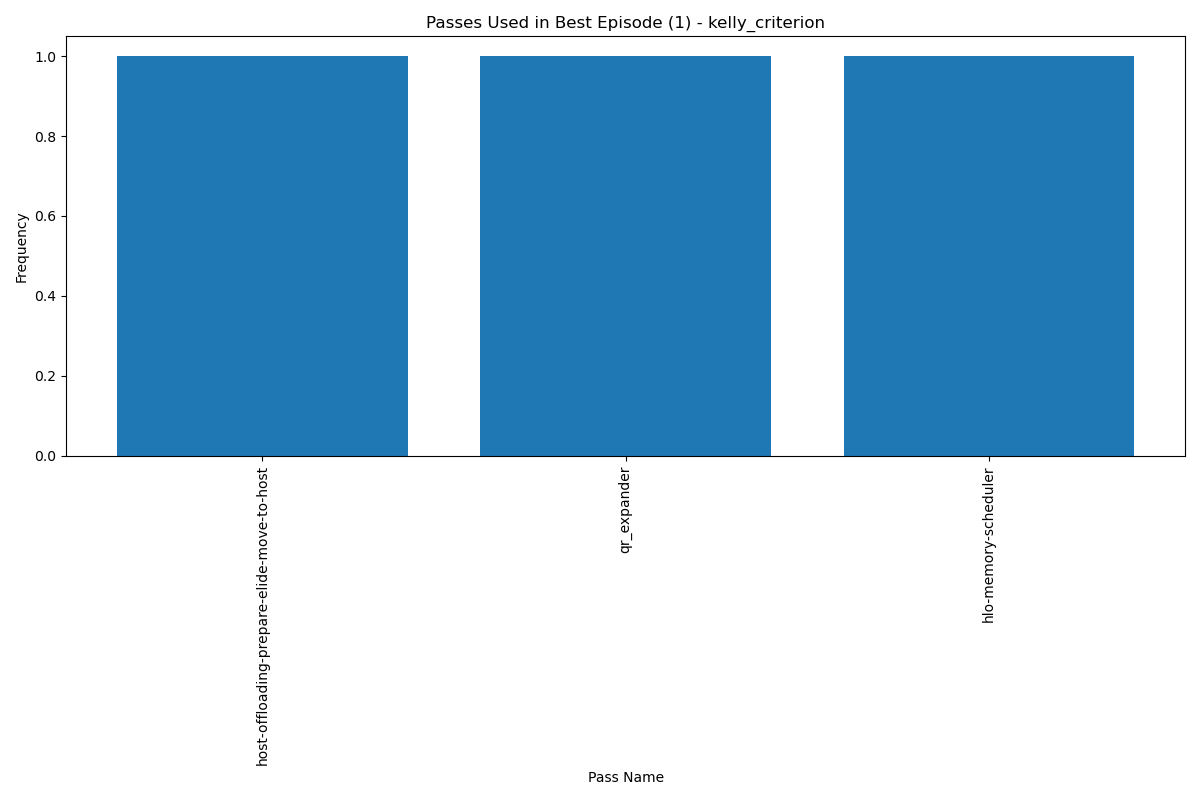 Passes Used in Best Episode (1) - kelly_criterion
Frequency
1.0
0.8
0.6
0.4
0.2
0.0
host-offloading-prepare-elide-move-to-host
qr_expander
hlo-memory-scheduler
Pass Name